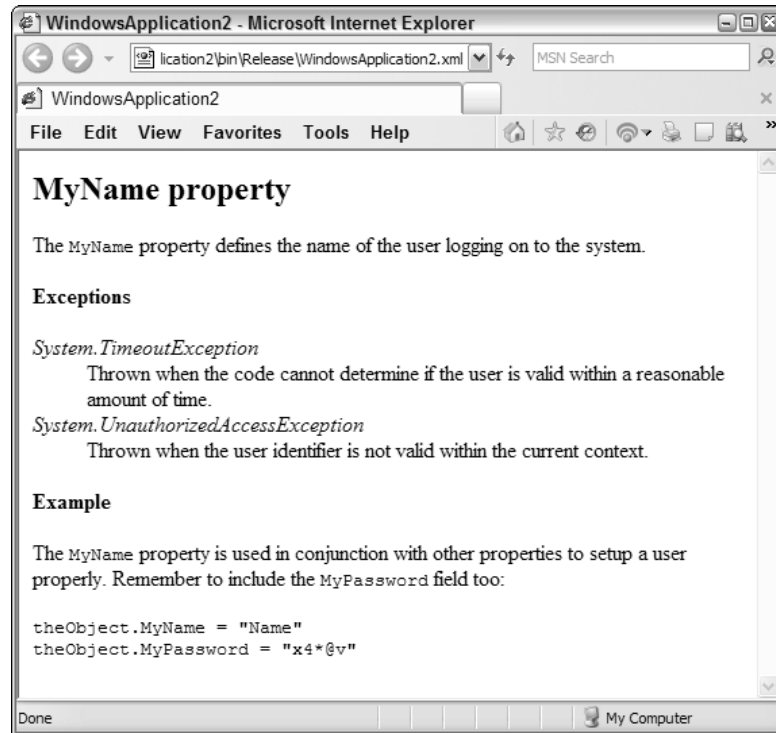 WindowsApplication2 - Microsoft Internet Explorer
lication2\bin\Release\WindowsApplication2.xml
MSN Search
WindowsApplication2
File Edit View Favorites Tools Help
»
MyName property
The MyName property defines the name of the user logging on to the system.
Exceptions
System.TimeoutException
Thrown when the code cannot determine if the user is valid within a reasonable
amount of time.
System.UnauthorizedAccessException
Thrown when the user identifier is not valid within the current context.
Example
The MyName property is used in conjunction with other properties to setup a user
properly. Remember to include the MyPassword field too:
theObject.MyName = "Name"
theObject.MyPassword = "x4*@v"
Done
My Computer